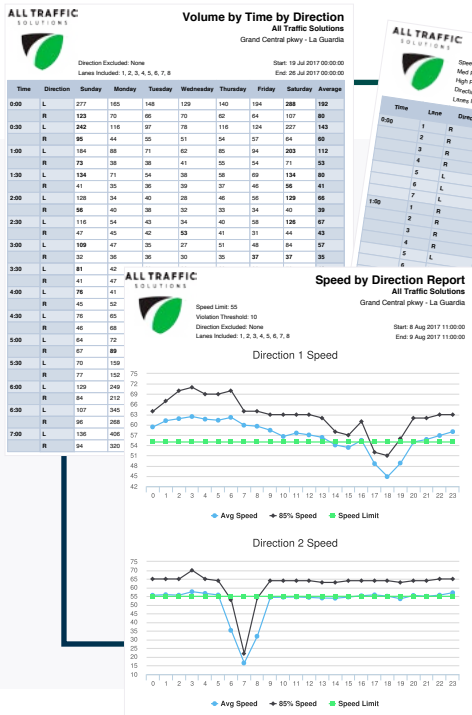 ALL TRAFFIC
SOLUTIONS
Volume by Time by Direction
All Traffic Solutions
Grand Central pkwy - La Guardia
Direction Excluded: None
Start: 19 Jul 2017 00:00:00
Lanes Included: 1, 2, 3, 4, 5, 6, 7, 8
End: 26 Jul 2017 00:00:00
Time Direction Sunday Monday Tuesday Wednesday Thursday Friday Saturday Average
0:00 L 277 165 148 129 140 194 288 192
R 123 70 66 70 62 64 107 80
0:30 L 242 116 97 78 116 124 227 143
R 95 44 55 51 54 57 64 60
1:00 L 184 88 71 62 85 94 203 112
R 73 38 38 41 55 54 71 53
1:30 L 134 71 54 38 54 58 134 80
R 41 35 36 39 37 46 56 41
2:00 L 128 34 40 28 46 56 129 66
R 56 40 38 32 33 34 40 39
2:30 L 116 54 43 34 40 58 126 67
R 47 45 42 53 41 31 44 43
3:00 L 109 47 35 27 51 48 84 57
R 32 36 36 30 35 37 37 35
3:30 L 81 42
R 41 47
4:00 L 76 41
R 45 52
4:30 L 76 65
R 46 68
5:00 L 64 72
R 67 89
5:30 L 70 159
R 77 152
6:00 L 129 249
R 84 212
6:30 L 107 345
R 96 268
7:00 L 136 406
R 94 320
ALL TRAFFIC
SOLUTIONS
Time Lane
0:00 1 R
2 R
3 R
4 R
5 L
6 L
7 L
1:00 1 R
2 R
3 R
4 R
5 L
ALL TRAFFIC
SOLUTIONS
Speed by Direction Report
All Traffic Solutions
Grand Central pkwy - La Guardia
Speed Limit: 55
Violation Threshold: 10
Direction Excluded: None
Start: 8 Aug 2017 11:00:00
Lanes Included: 1, 2, 3, 4, 5, 6, 7, 8
End: 9 Aug 2017 11:00:00
Direction 1 Speed
75
72
69
66
63
60
57
54
51
48
45
42
0 1 2 3 4 5 6 7 8 9 10 11 12 13 14 15 16 17 18 19 20 21 22 23
Avg Speed 85% Speed Speed Limit
Direction 2 Speed
75
70
65
60
55
50
45
40
35
30
25
20
15
10
0 1 2 3 4 5 6 7 8 9 10 11 12 13 14 15 16 17 18 19 20 21 22 23
Avg Speed 85% Speed Speed Limit